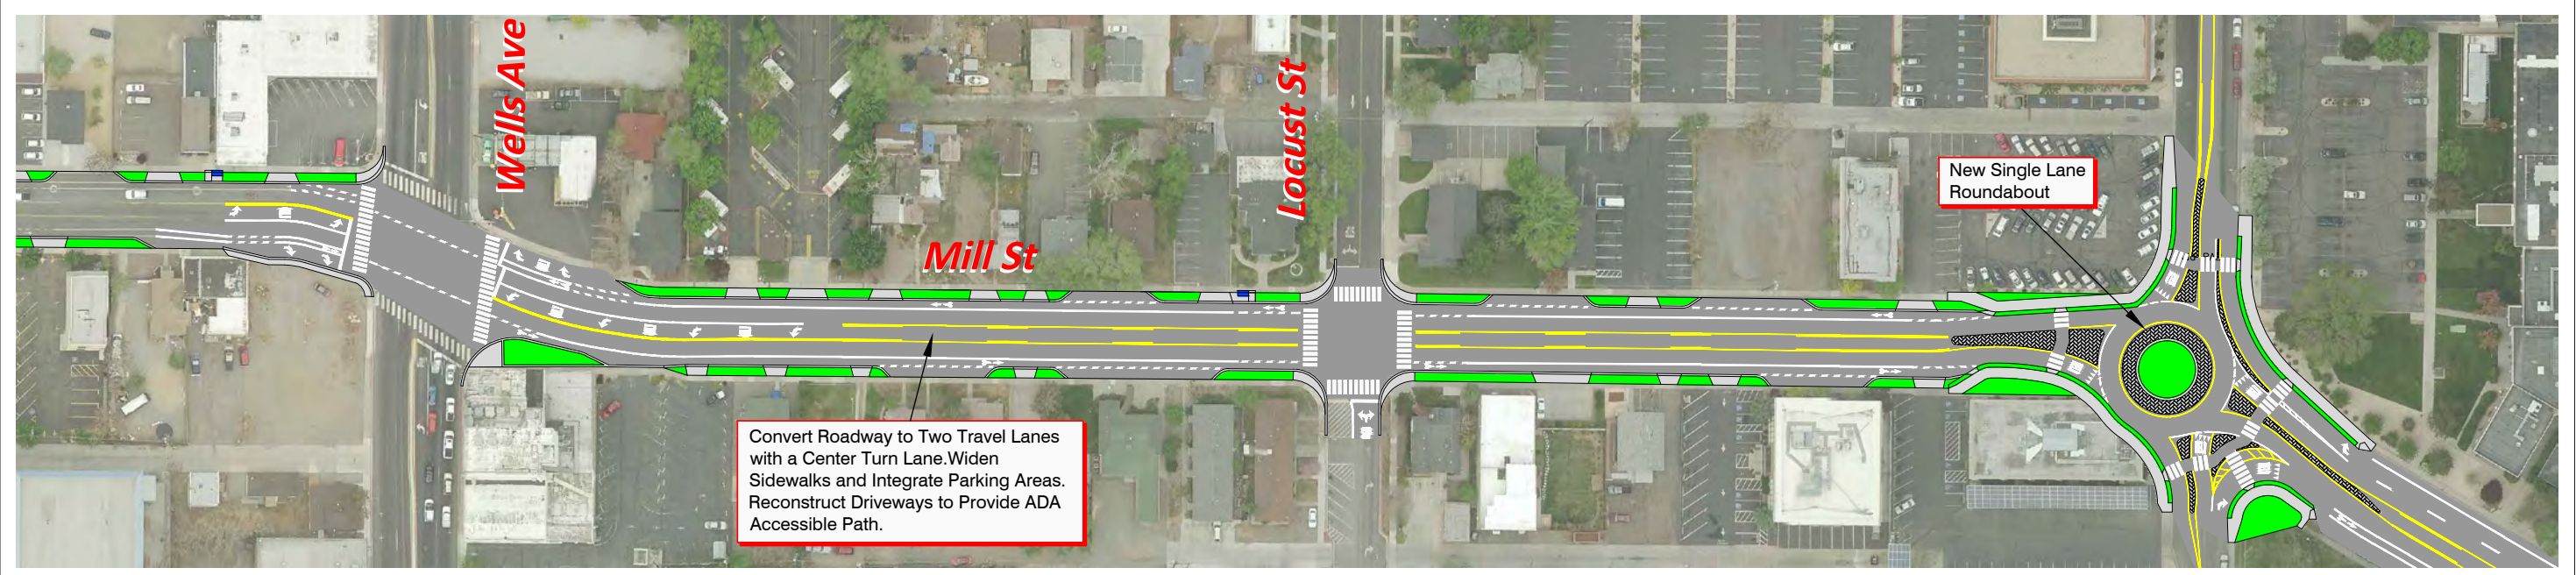 Wells Ave
Locust St
Mill St
New Single Lane
Roundabout
Convert Roadway to Two Travel Lanes
with a Center Turn Lane.Widen
Sidewalks and Integrate Parking Areas.
Reconstruct Driveways to Provide ADA
Accessible Path.